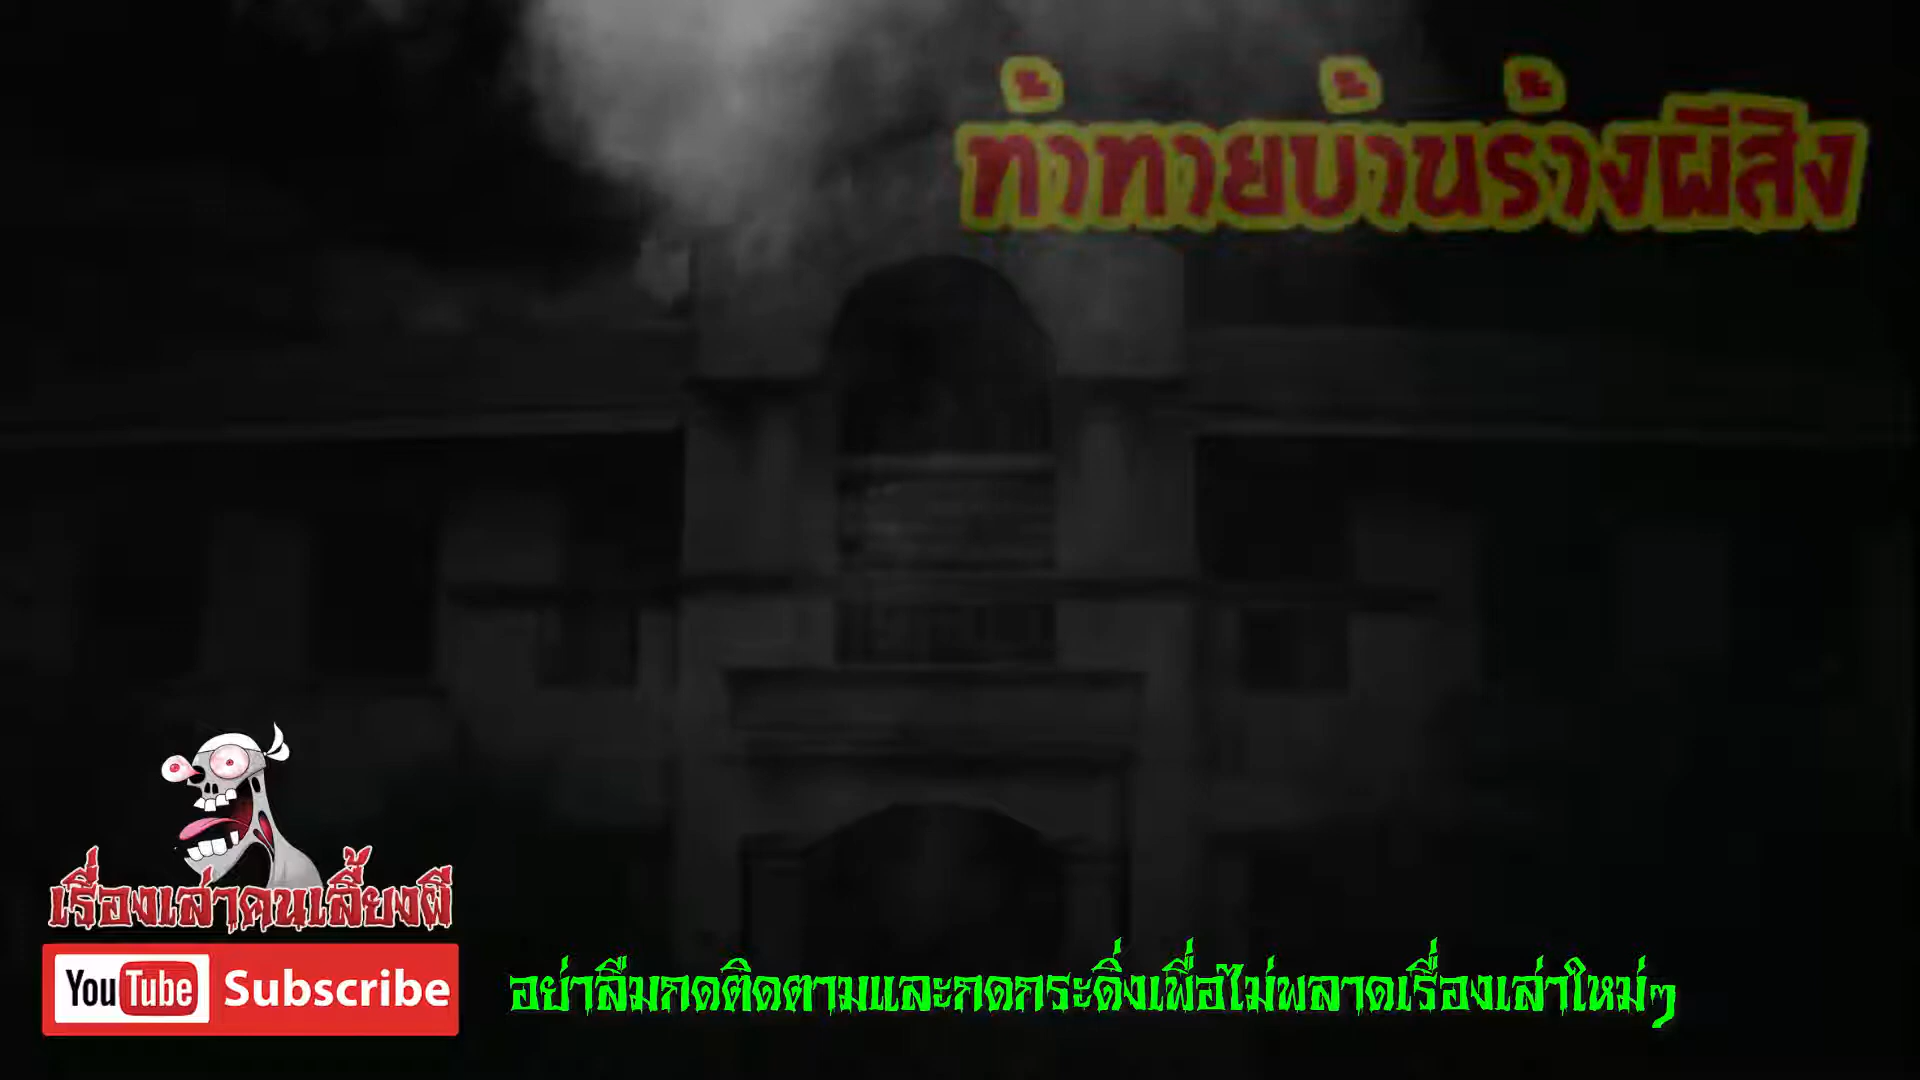 ท้าทายบ้านร้างผีสิง
เรื่องเล่าคนเลี้ยงผี
YouTube Subscribe
อย่าลืมกดติดตามและกดกระดิ่งเพื่อไม่พลาดเรื่องเล่าใหม่ๆ